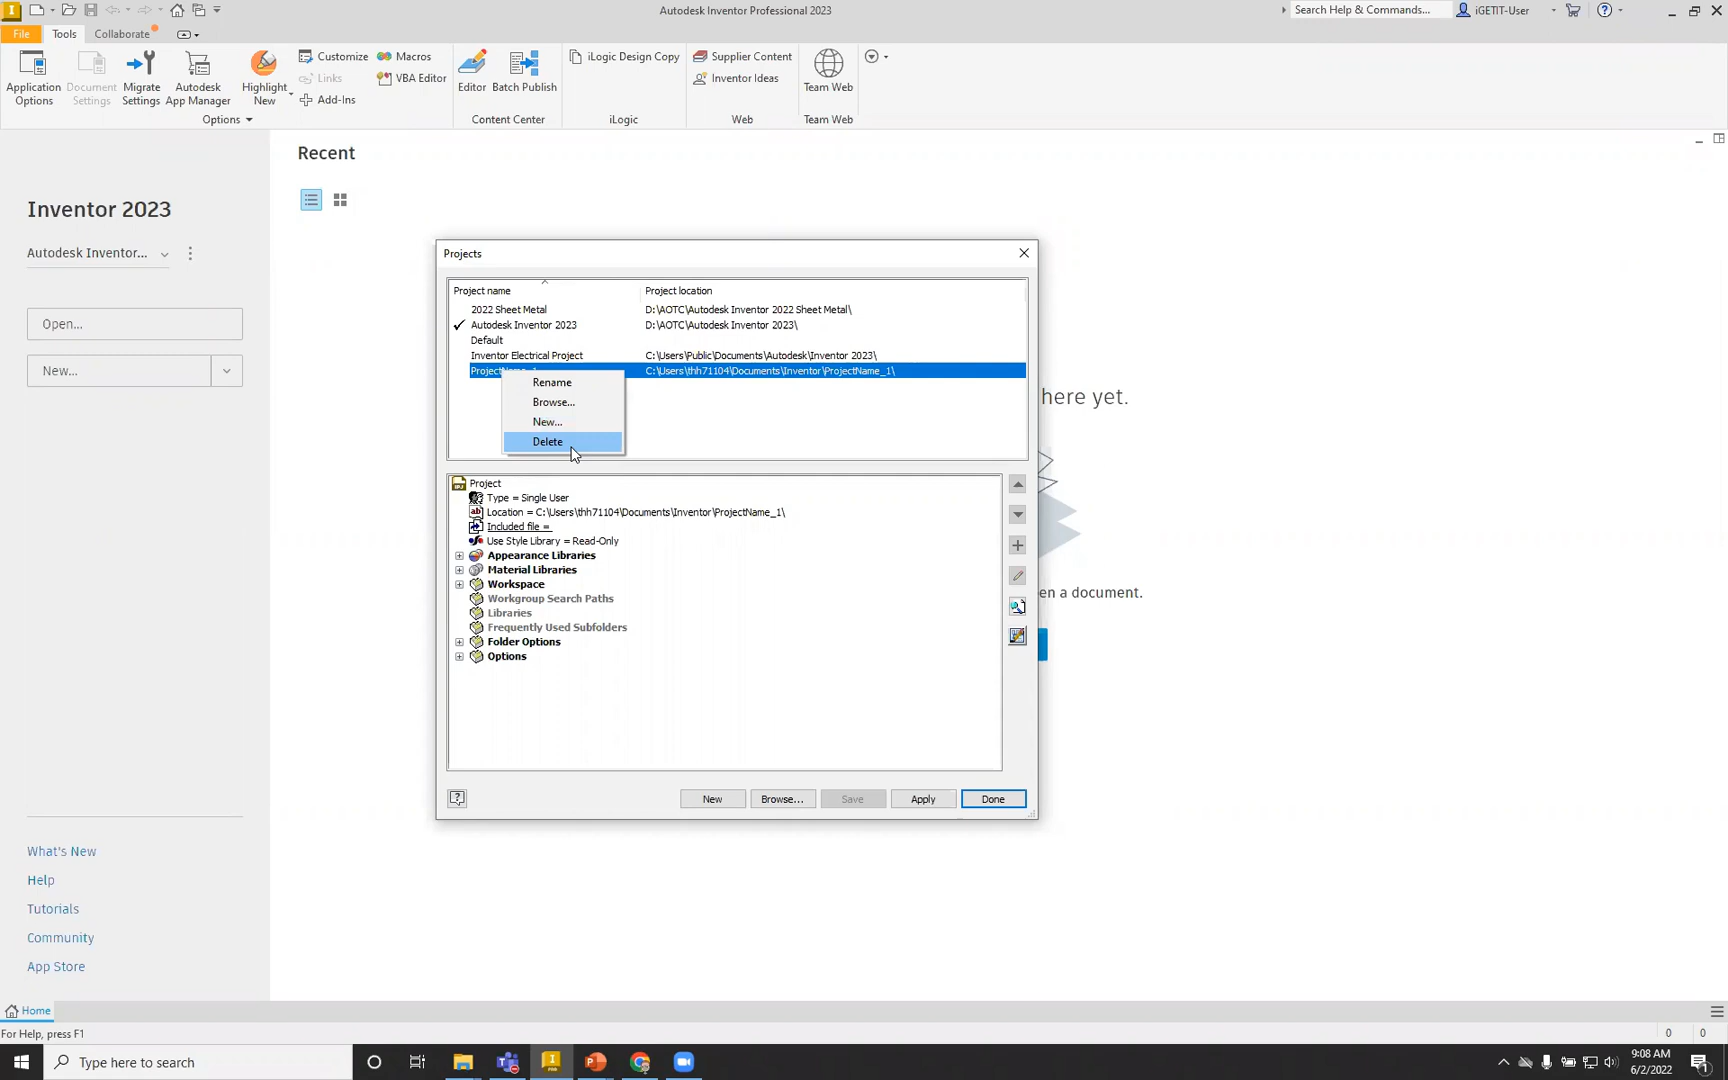 Autodesk Inventor Professional 2023
Search Help & Commands...
iGETIT-User
File
Tools
Collaborate
Application Options
Document Settings
Migrate Settings
Autodesk App Manager
Highlight New
Customize
Links
Add-Ins
Macros
VBA Editor
Editor
Batch Publish
iLogic Design Copy
Supplier Content
Inventor Ideas
Team Web
Options
Content Center
iLogic
Web
Team Web
Recent
Inventor 2023
Autodesk Inventor...
Open...
New...
What's New
Help
Tutorials
Community
App Store
here yet.
en a document.
Projects
Project name
Project location
2022 Sheet Metal
D:\AOTC\Autodesk Inventor 2022 Sheet Metal\
Autodesk Inventor 2023
D:\AOTC\Autodesk Inventor 2023\
Default
Inventor Electrical Project
C:\Users\Public\Documents\Autodesk\Inventor 2023\
C:\Users\thh71104\Documents\Inventor\ProjectName_1\
Rename
Browse...
New...
Delete
Project
Type = Single User
Location = C:\Users\thh71104\Documents\Inventor\ProjectName_1\
Included file =
Use Style Library = Read-Only
Appearance Libraries
Material Libraries
Workspace
Workgroup Search Paths
Libraries
Frequently Used Subfolders
Folder Options
Options
New
Browse...
Save
Apply
Done
Home
For Help, press F1
0
0
Type here to search
9:08 AM
6/2/2022